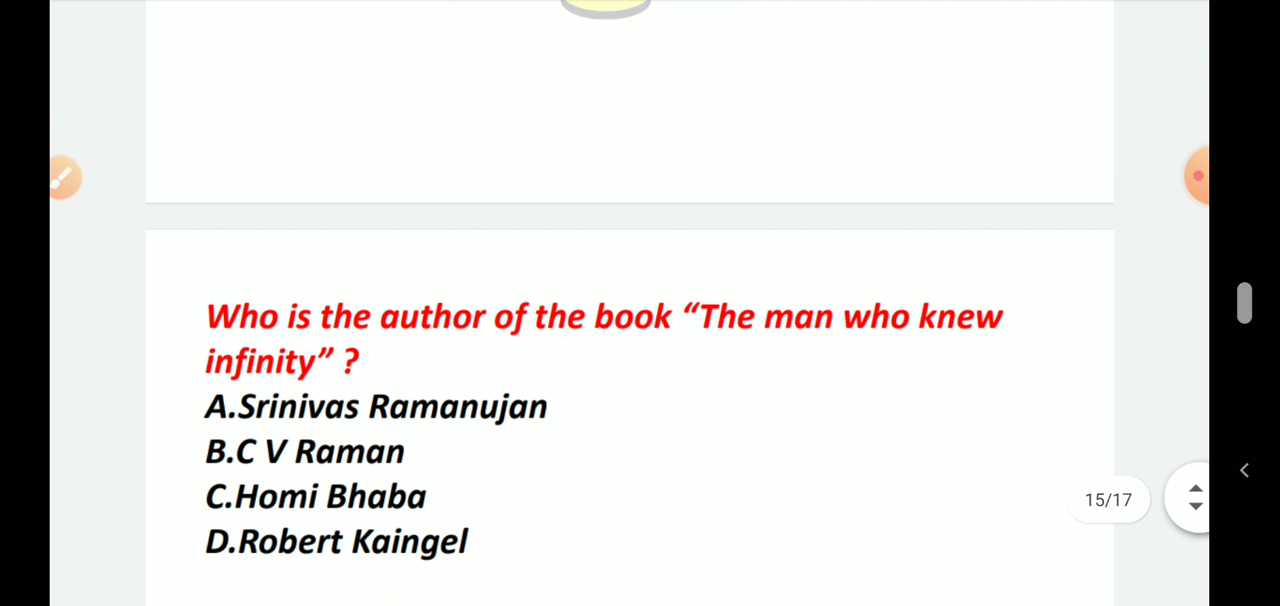 Who is the author of the book “The man who knew
infinity” ?
A.Srinivas Ramanujan
B.C V Raman
C.Homi Bhaba
D.Robert Kaingel
15/17